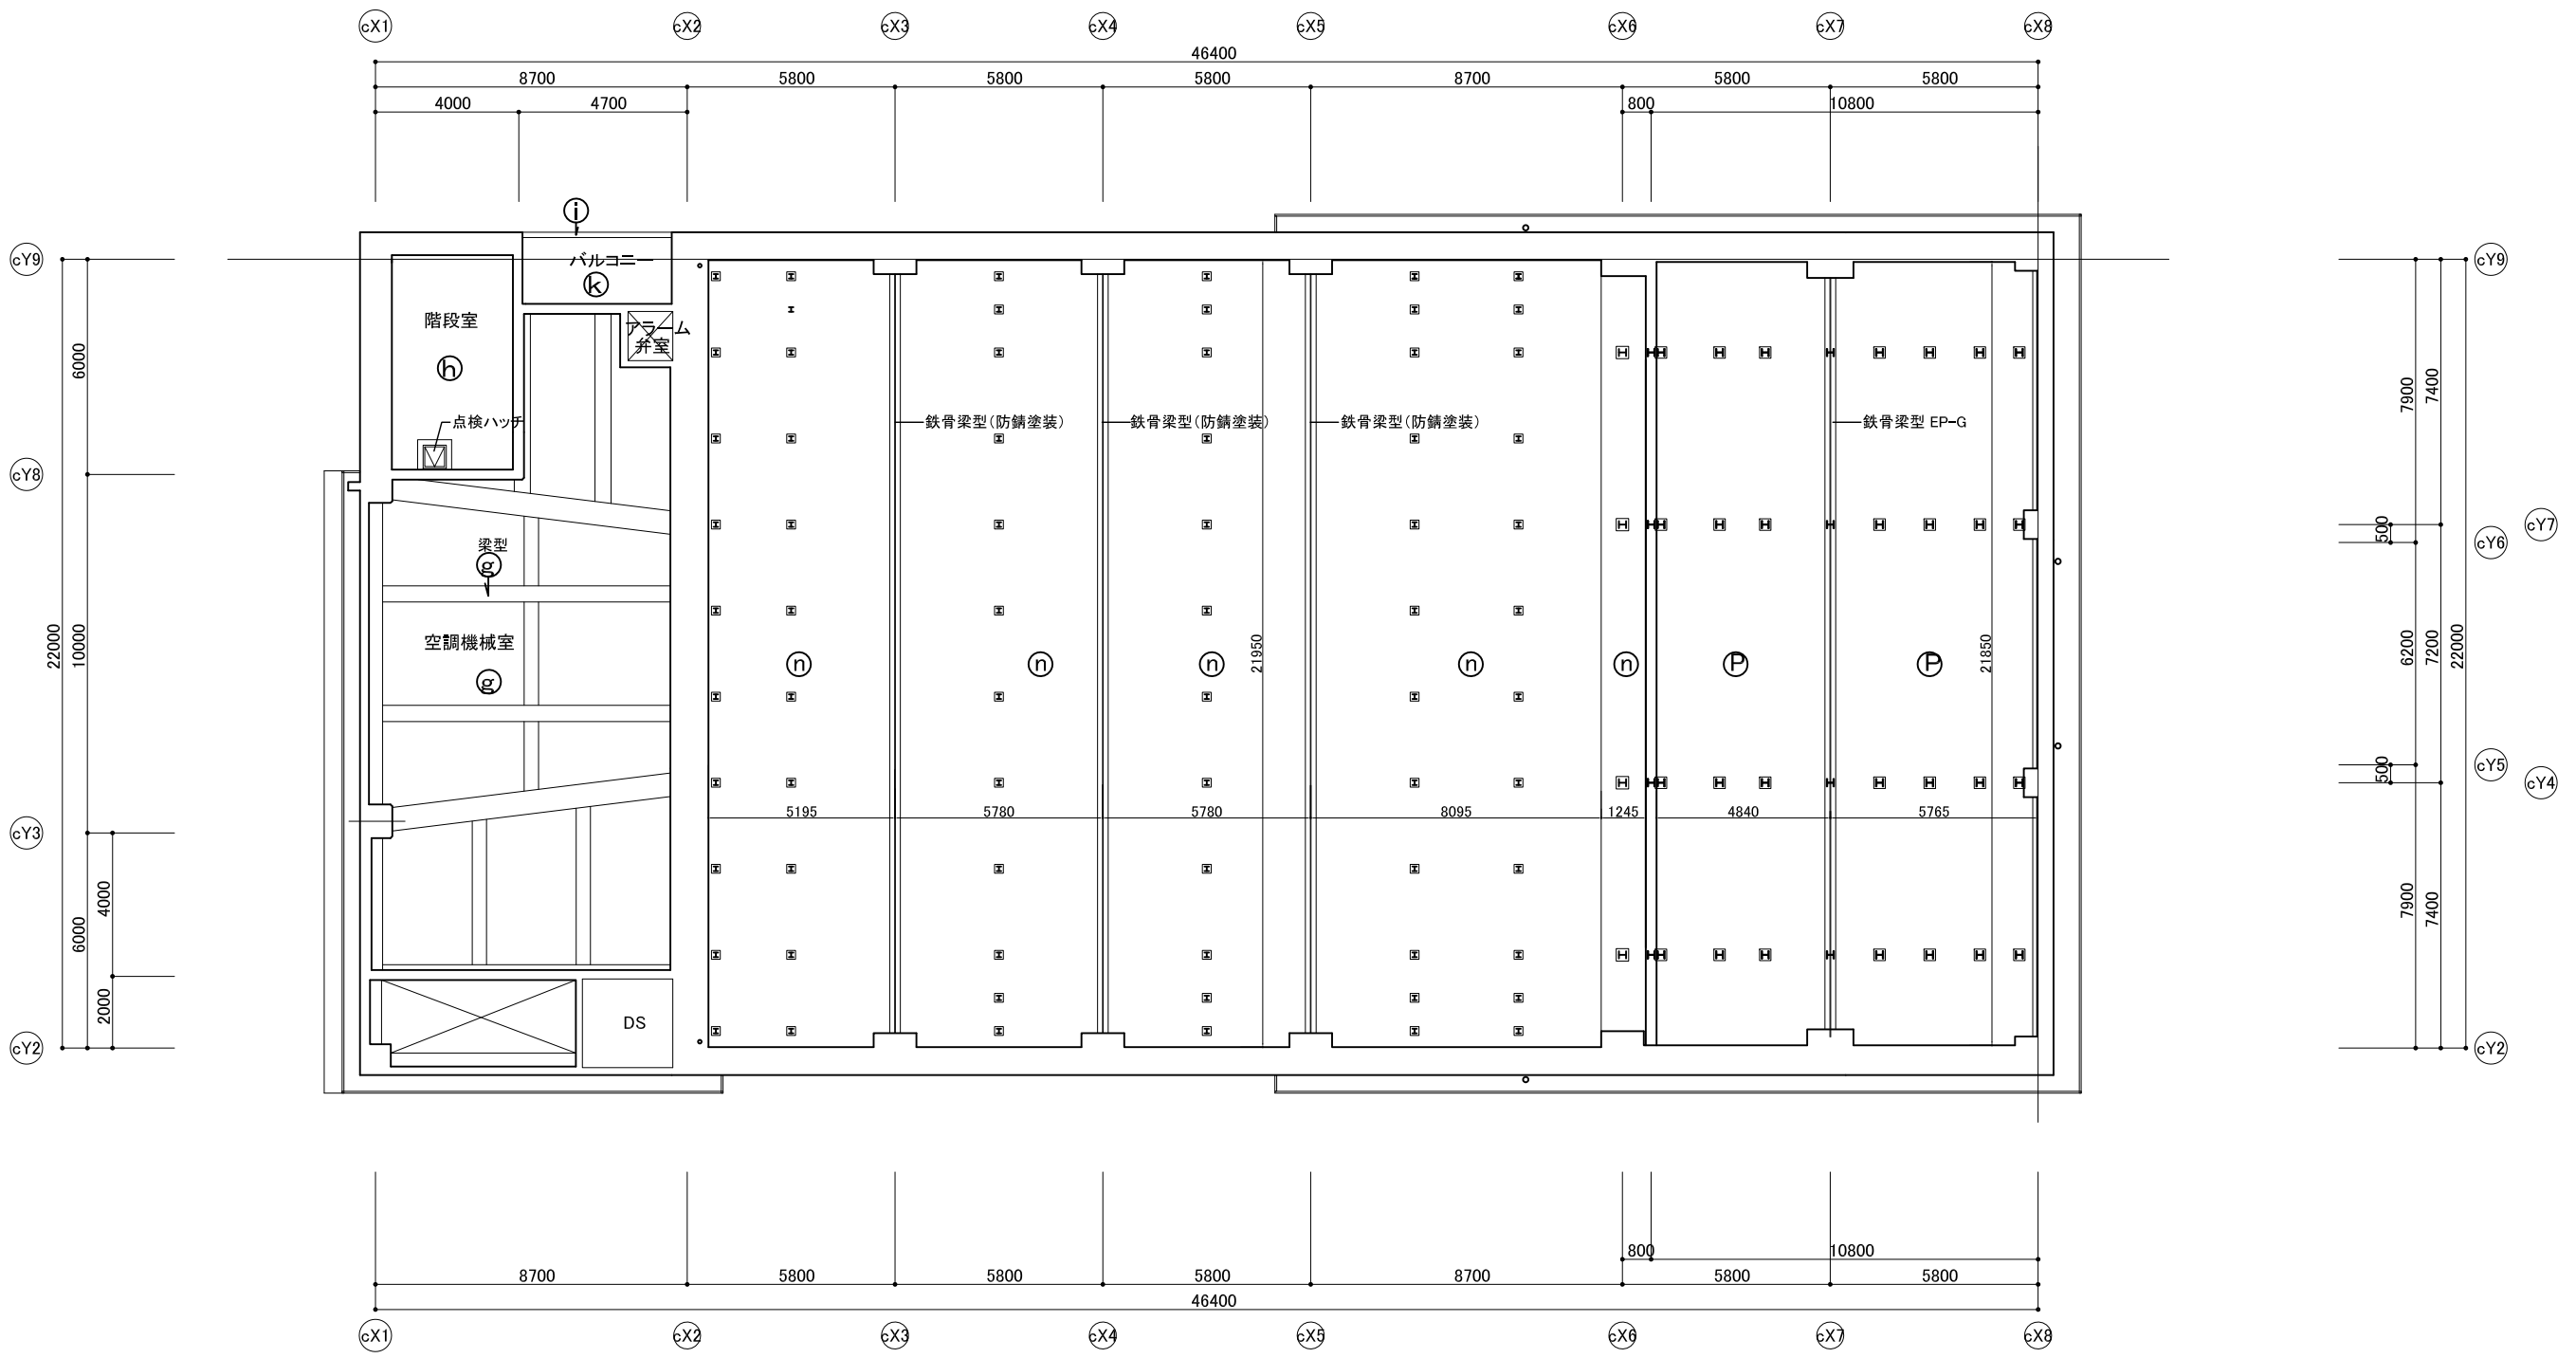 cX1 cX2 cX3 cX4 cX5 cX6 cX7 cX8
46400
8700 5800 5800 5800 8700 5800 5800
4000 4700 800 10800
i
cY9 バルコニー cY9
k
階段室
アラーム
弁室
6000
h
7900 7400
点検ハッチ 鉄骨梁型(防錆塗装) 鉄骨梁型(防錆塗装) 鉄骨梁型(防錆塗装) 鉄骨梁型 EP-G
cY8
500 cY7
cY6
梁型
g
22000 10000 21950 21850 6200 7200 22000
空調機械室
n n n n n P P
g
cY5
500 cY4
5195 5780 5780 8095 1245 4840 5765
cY3
6000 4000 7900 7400
2000
DS
cY2 cY2
800 10800
8700 5800 5800 5800 8700 5800 5800
46400
cX1 cX2 cX3 cX4 cX5 cX6 cX7 cX8